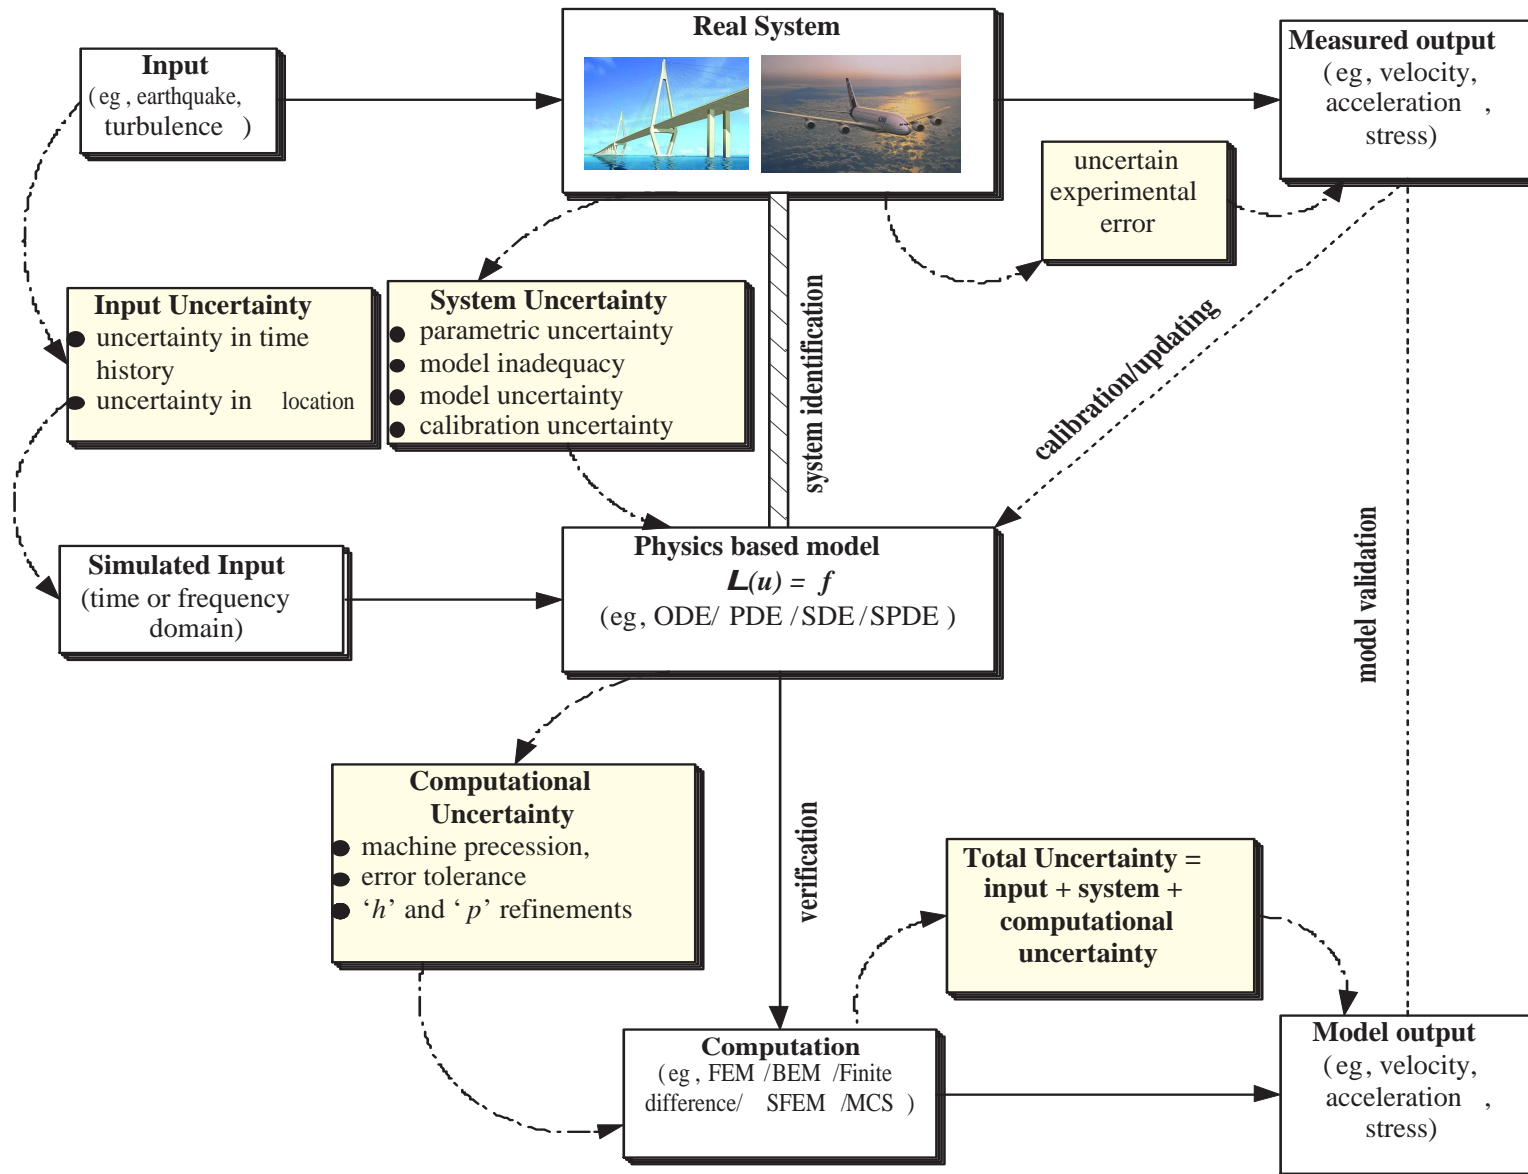 Real System
Input
(eg, earthquake,
turbulence )
Measured output
(eg, velocity,
acceleration ,
stress)
uncertain
experimental
error
Input Uncertainty
● uncertainty in time
history
● uncertainty in location
System Uncertainty
● parametric uncertainty
● model inadequacy
● model uncertainty
● calibration uncertainty
system identification
calibration/updating
Simulated Input
(time or frequency
domain)
Physics based model
L(u) = f
(eg, ODE/ PDE /SDE/SPDE )
model validation
Computational
Uncertainty
● machine precession,
● error tolerance
● ‘h’ and ‘p’ refinements
verification
Total Uncertainty =
input + system +
computational
uncertainty
Computation
(eg, FEM /BEM /Finite
difference/ SFEM /MCS )
Model output
(eg, velocity,
acceleration ,
stress)